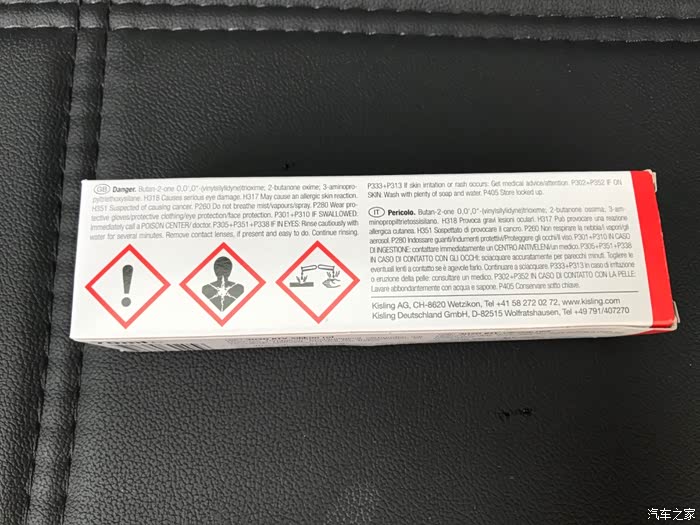 GB Danger. Butan-2-one O,O',O''-(vinylsilylidyne)trioxime; 2-butanone oxime; 3-aminopro-
pyltriethoxysilane. H318 Causes serious eye damage. H317 May cause an allergic skin reaction.
H351 Suspected of causing cancer. P260 Do not breathe mist/vapours/spray. P280 Wear pro-
tective gloves/protective clothing/eye protection/face protection. P301+P310 IF SWALLOWED:
Immediately call a POISON CENTER/ doctor. P305+P351+P338 IF IN EYES: Rinse cautiously with
water for several minutes. Remove contact lenses, if present and easy to do. Continue rinsing.
P333+P313 If skin irritation or rash occurs: Get medical advice/attention. P302+P352 IF ON
SKIN: Wash with plenty of soap and water. P405 Store locked up.
IT Pericolo. Butan-2-one O,O',O''-(vinylsilylidyne)trioxime; 2-butanone ossima; 3-am-
minopropiltrietossilano. H318 Provoca gravi lesioni oculari. H317 Può provocare una reazione
allergica cutanea. H351 Sospettato di provocare il cancro. P260 Non respirare la nebbia/i vapori/gli
aerosol. P280 Indossare guanti/indumenti protettivi/Proteggere gli occhi/il viso. P301+P310 IN CASO
DI INGESTIONE: contattare immediatamente un CENTRO ANTIVELENI/un medico. P305+P351+P338
IN CASO DI CONTATTO CON GLI OCCHI: sciacquare accuratamente per parecchi minuti. Togliere le
eventuali lenti a contatto se è agevole farlo. Continuare a sciacquare. P333+P313 in caso di irritazione
o eruzione della pelle: consultare un medico. P302+P352 IN CASO DI CONTATTO CON LA PELLE:
Lavare abbondantemente con acqua e sapone. P405 Conservare sotto chiave.
Kisling AG, CH-8620 Wetzikon, Tel +41 58 272 02 72, www.kisling.com
Kisling Deutschland GmbH, D-82515 Wolfratshausen, Tel +49 791/407270
汽车之家